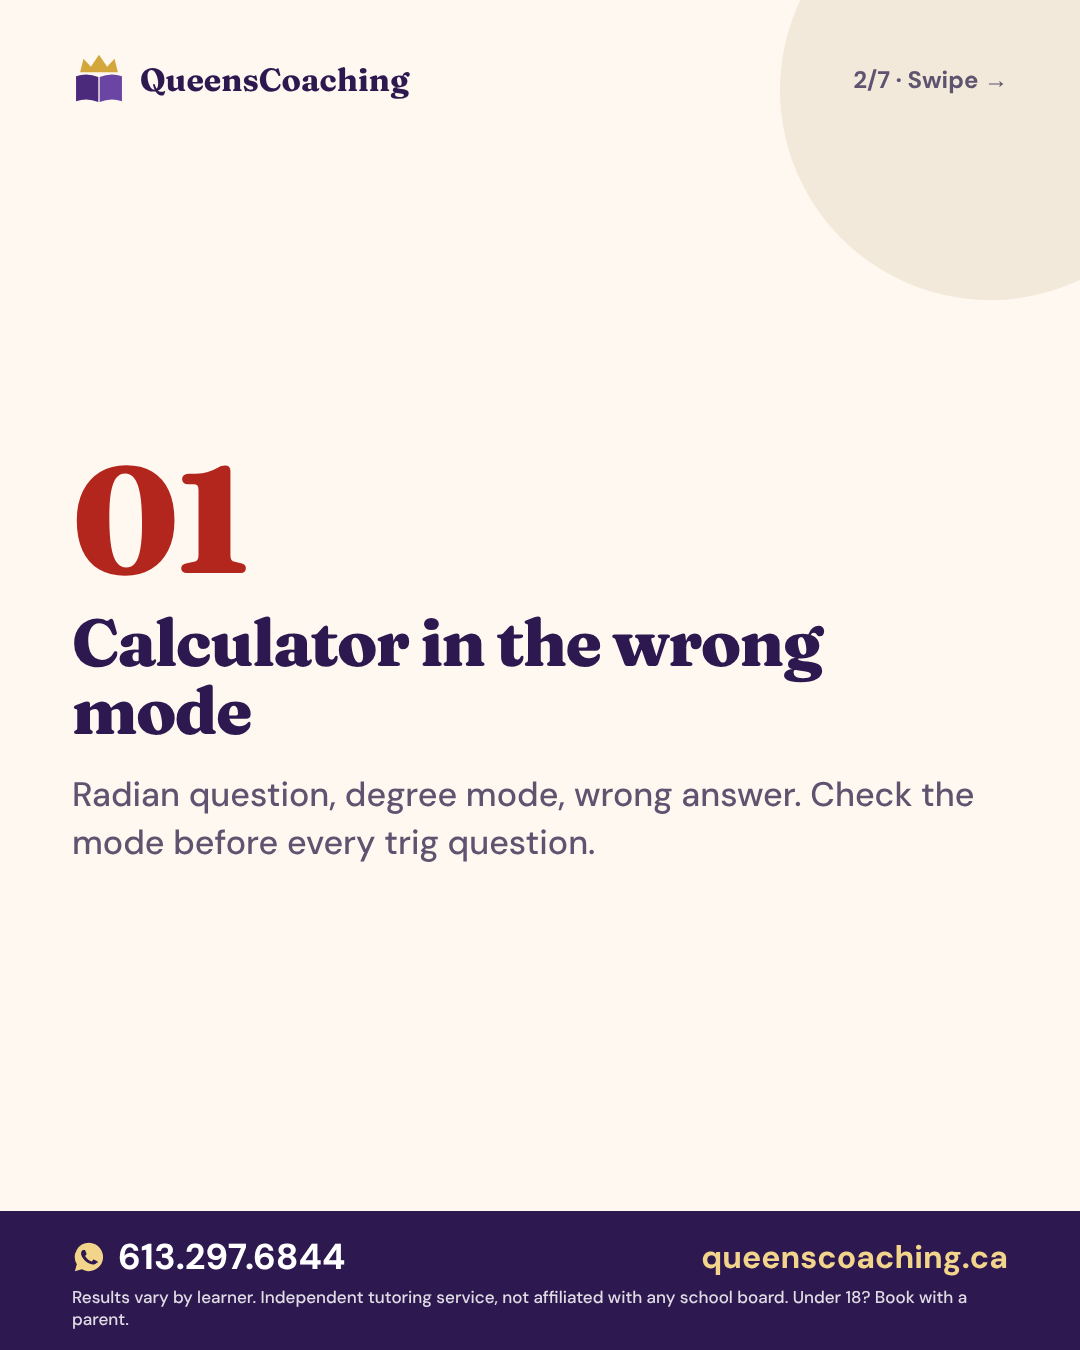 QueensCoaching
2/7 · Swipe →
01
Calculator in the wrong
mode
Radian question, degree mode, wrong answer. Check the
mode before every trig question.
613.297.6844
queenscoaching.ca
Results vary by learner. Independent tutoring service, not affiliated with any school board. Under 18? Book with a
parent.